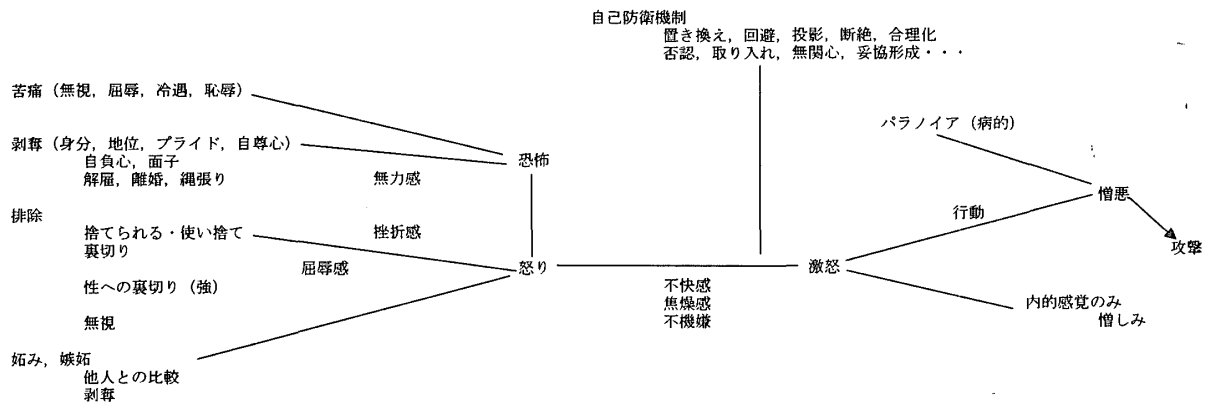 自己防衛機制
置き換え，回避，投影，断絶，合理化
否認，取り入れ，無関心，妥協形成・・・
苦痛（無視，屈辱，冷遇，恥辱）
パラノイア（病的）
剥奪（身分，地位，プライド，自尊心）
自負心，面子
恐怖
解雇，離婚，縄張り
無力感
憎悪
排除
行動
捨てられる・使い捨て
挫折感
裏切り
攻撃
屈辱感
怒り
激怒
性への裏切り（強）
不快感
焦燥感
不機嫌
内的感覚のみ
憎しみ
無視
妬み，嫉妬
他人との比較
剥奪